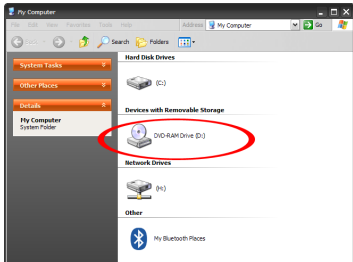 My Computer
File Edit View Favorites Tools Help Address My Computer Go
Search Folders
System Tasks
Other Places
Details
My Computer
System Folder
Hard Disk Drives
(C:)
Devices with Removable Storage
DVD-RAM Drive (D:)
Network Drives
(H:)
Other
My Bluetooth Places